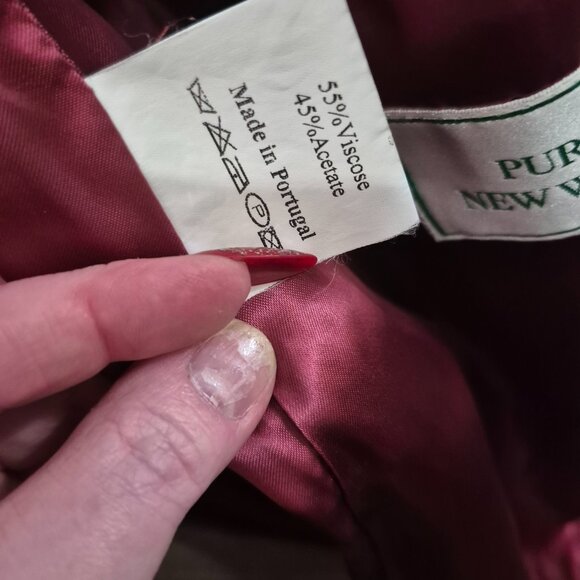 55%Viscose
45%Acetate
Made in Portugal
P
PUR
NEW W